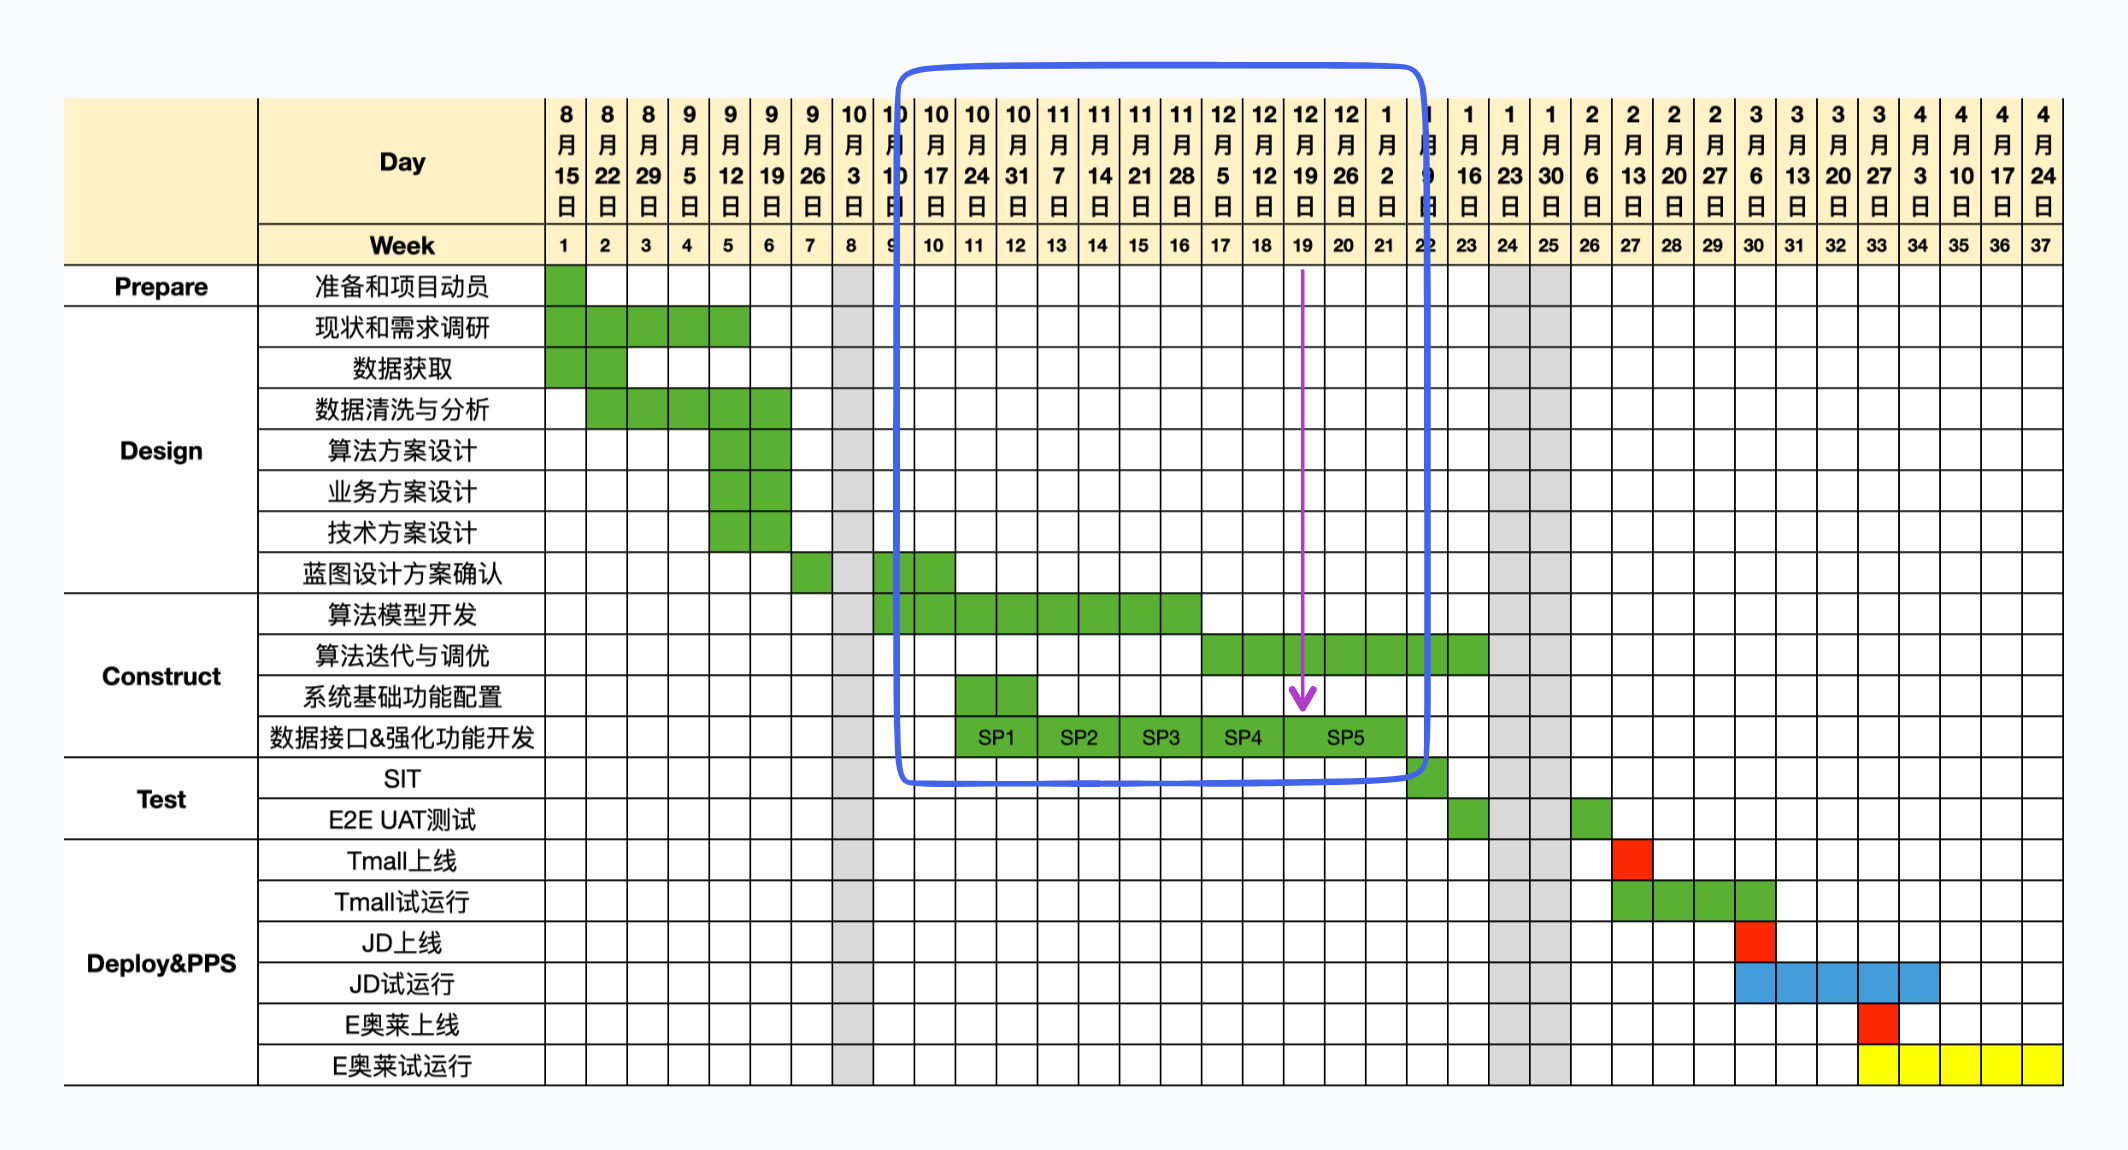 Day
8月15日 8月22日 8月29日 9月5日 9月12日 9月19日 9月26日 10月3日 10月10日 10月17日 10月24日 10月31日 11月7日 11月14日 11月21日 11月28日 12月5日 12月12日 12月19日 12月26日 1月2日 1月9日 1月16日 1月23日 1月30日 2月6日 2月13日 2月20日 2月27日 3月6日 3月13日 3月20日 3月27日 4月3日 4月10日 4月17日 4月24日
Week 1 2 3 4 5 6 7 8 9 10 11 12 13 14 15 16 17 18 19 20 21 22 23 24 25 26 27 28 29 30 31 32 33 34 35 36 37
Prepare
准备和项目动员
Design
现状和需求调研
数据获取
数据清洗与分析
算法方案设计
业务方案设计
技术方案设计
蓝图设计方案确认
Construct
算法模型开发
算法迭代与调优
系统基础功能配置
数据接口&强化功能开发 SP1 SP2 SP3 SP4 SP5
Test
SIT
E2E UAT测试
Deploy&PPS
Tmall上线
Tmall试运行
JD上线
JD试运行
E奥莱上线
E奥莱试运行